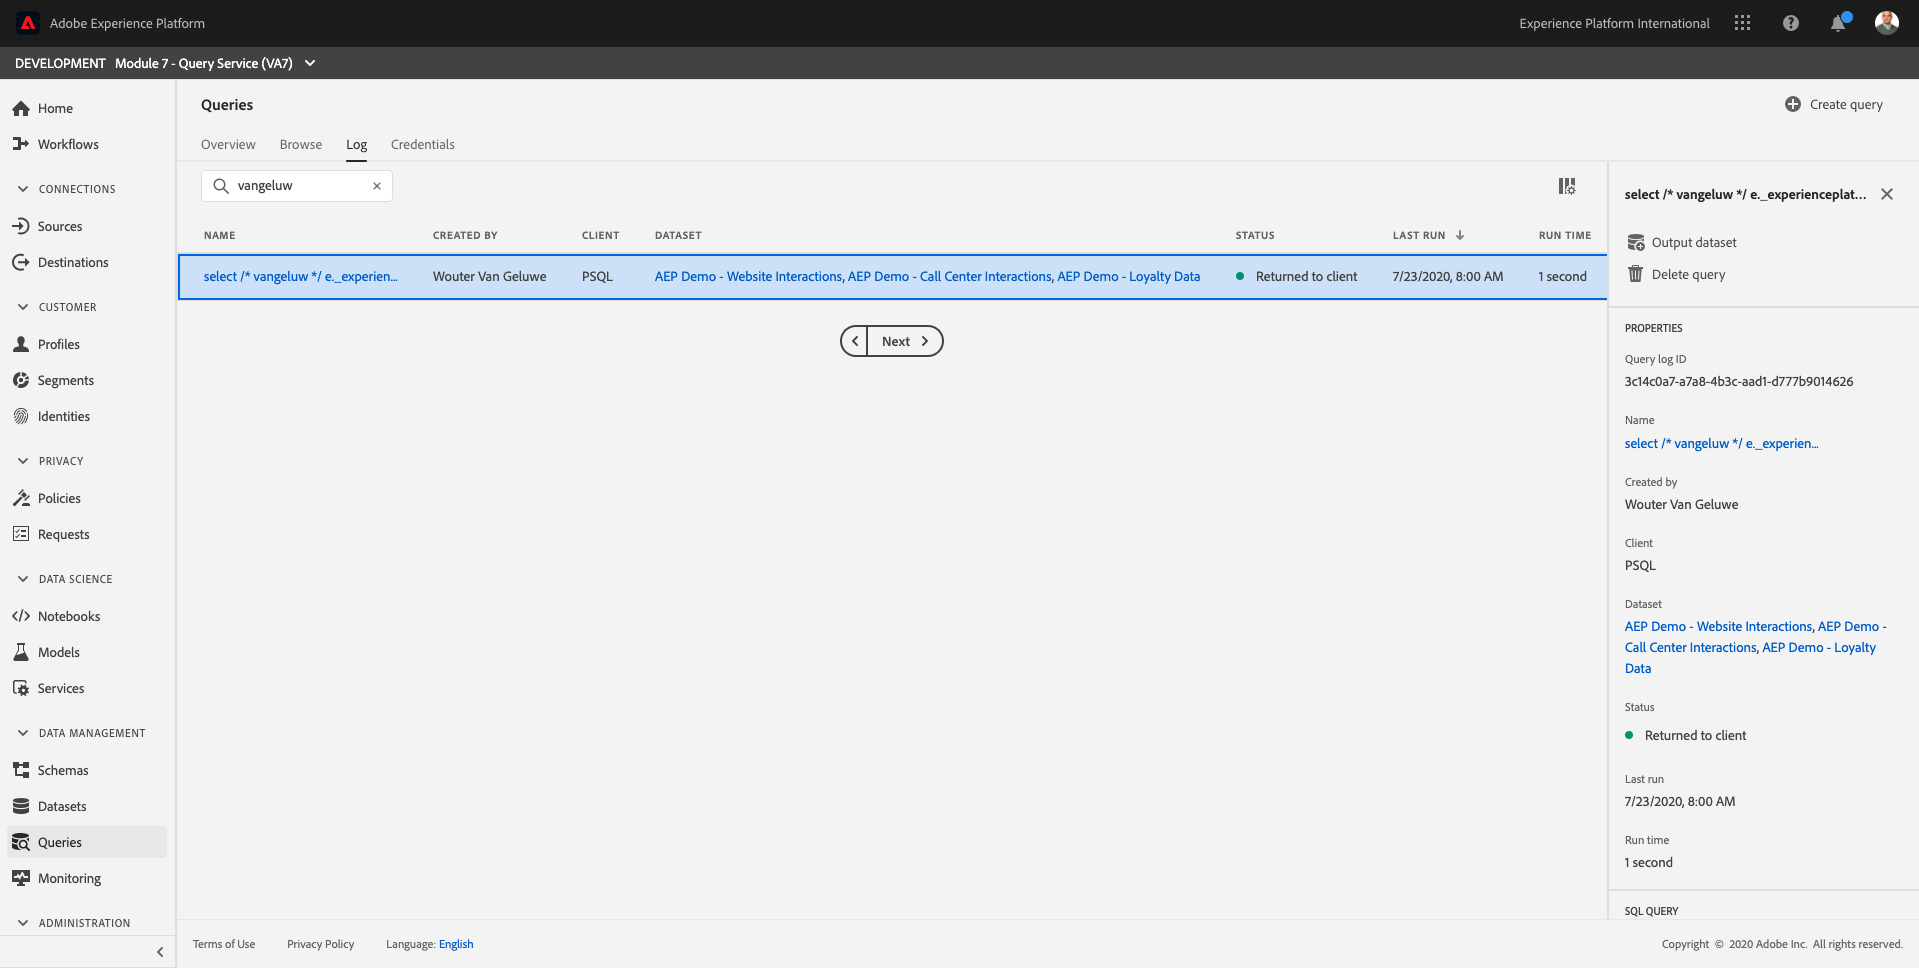 Adobe Experience Platform
Experience Platform International
DEVELOPMENT Module 7 - Query Service (VA7)
Home
Workflows
CONNECTIONS
Sources
Destinations
CUSTOMER
Profiles
Segments
Identities
PRIVACY
Policies
Requests
DATA SCIENCE
Notebooks
Models
Services
DATA MANAGEMENT
Schemas
Datasets
Queries
Monitoring
ADMINISTRATION
Queries
Create query
Overview Browse Log Credentials
vangeluw
NAME CREATED BY CLIENT DATASET STATUS LAST RUN RUN TIME
select /* vangeluw */ e._experien... Wouter Van Geluwe PSQL AEP Demo - Website Interactions, AEP Demo - Call Center Interactions, AEP Demo - Loyalty Data Returned to client 7/23/2020, 8:00 AM 1 second
Next
select /* vangeluw */ e._experienceplat...
Output dataset
Delete query
PROPERTIES
Query log ID
3c14c0a7-a7a8-4b3c-aad1-d777b9014626
Name
select /* vangeluw */ e._experien...
Created by
Wouter Van Geluwe
Client
PSQL
Dataset
AEP Demo - Website Interactions, AEP Demo -
Call Center Interactions, AEP Demo - Loyalty
Data
Status
Returned to client
Last run
7/23/2020, 8:00 AM
Run time
1 second
SQL QUERY
Terms of Use Privacy Policy Language: English
Copyright © 2020 Adobe Inc. All rights reserved.